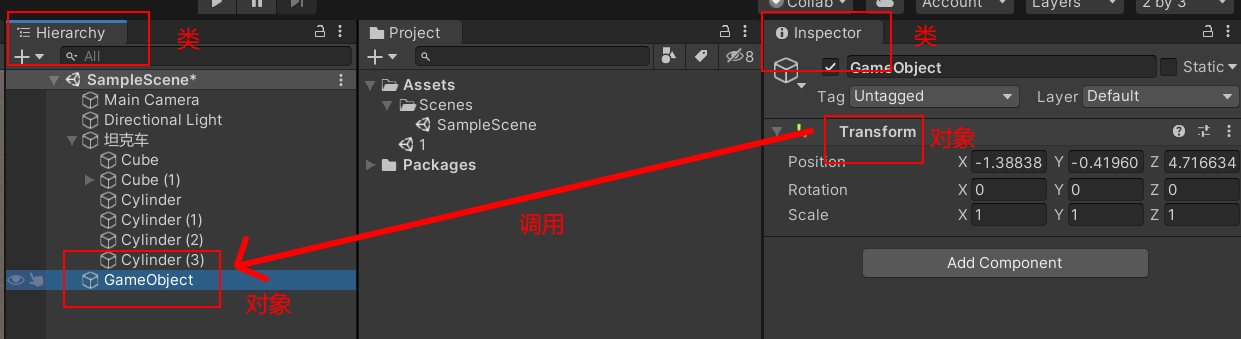 Collab
Account
Layers
2 by 3
Hierarchy
类
All
SampleScene*
Main Camera
Directional Light
坦克车
Cube
Cube (1)
Cylinder
Cylinder (1)
Cylinder (2)
Cylinder (3)
GameObject
对象
Project
8
Assets
Scenes
SampleScene
1
Packages
调用
Inspector
类
GameObject
Static
Tag Untagged Layer Default
Transform
对象
Position X -1.38838 Y -0.41960 Z 4.716634
Rotation X 0 Y 0 Z 0
Scale X 1 Y 1 Z 1
Add Component